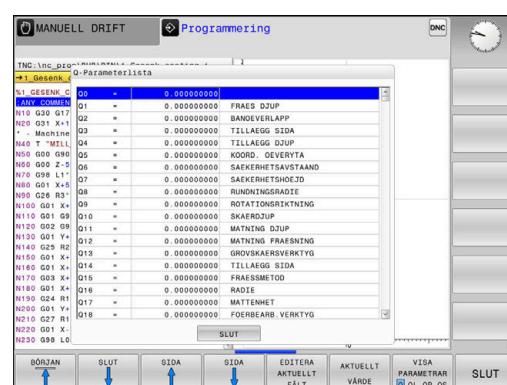 MANUELL DRIFT
Programmering
DNC
Q-Parameterlista
→1_Gesenk_
%1_GESENK_C
;ANY COMMEN
N10 G30 G17
N20 G31 X+1
* - Machine
N40 T "MILL
N50 G00 G90
N60 G00 Z-5
N70 G98 L1*
N80 G01 X+5
N90 G26 R3*
N100 G01 X+
N110 G01 G9
N120 G02 G9
N130 G01 Y+
N140 G25 R2
N150 G01 X+
N160 G01 X+
N170 G03 X+
N180 G01 X+
N190 G24 R1
N200 G01 Y+
N210 G27 R1
N220 G01 X-
N230 G98 L0
Q0 = 0.000000000
Q1 = 0.000000000 FRAES DJUP
Q2 = 0.000000000 BANOEVERLAPP
Q3 = 0.000000000 TILLAEGG SIDA
Q4 = 0.000000000 TILLAEGG DJUP
Q5 = 0.000000000 KOORD. OEVERYTA
Q6 = 0.000000000 SAEKERHETSAVSTAAND
Q7 = 0.000000000 SAEKERHETSHOEJD
Q8 = 0.000000000 RUNDNINGSRADIE
Q9 = 0.000000000 ROTATIONSRIKTNING
Q10 = 0.000000000 SKAERDJUP
Q11 = 0.000000000 MATNING DJUP
Q12 = 0.000000000 MATNING FRAESNING
Q13 = 0.000000000 GROVSKAERSVERKTYG
Q14 = 0.000000000 TILLAEGG SIDA
Q15 = 0.000000000 FRAESSMETOD
Q16 = 0.000000000 RADIE
Q17 = 0.000000000 MATTENHET
Q18 = 0.000000000 FOERBEARB.VERKTYG
SLUT
BÖRJAN
SLUT
SIDA
SIDA
EDITERA
AKTUELLT
FÄLT
AKTUELLT
VÄRDE
VISA
PARAMETRAR
SLUT